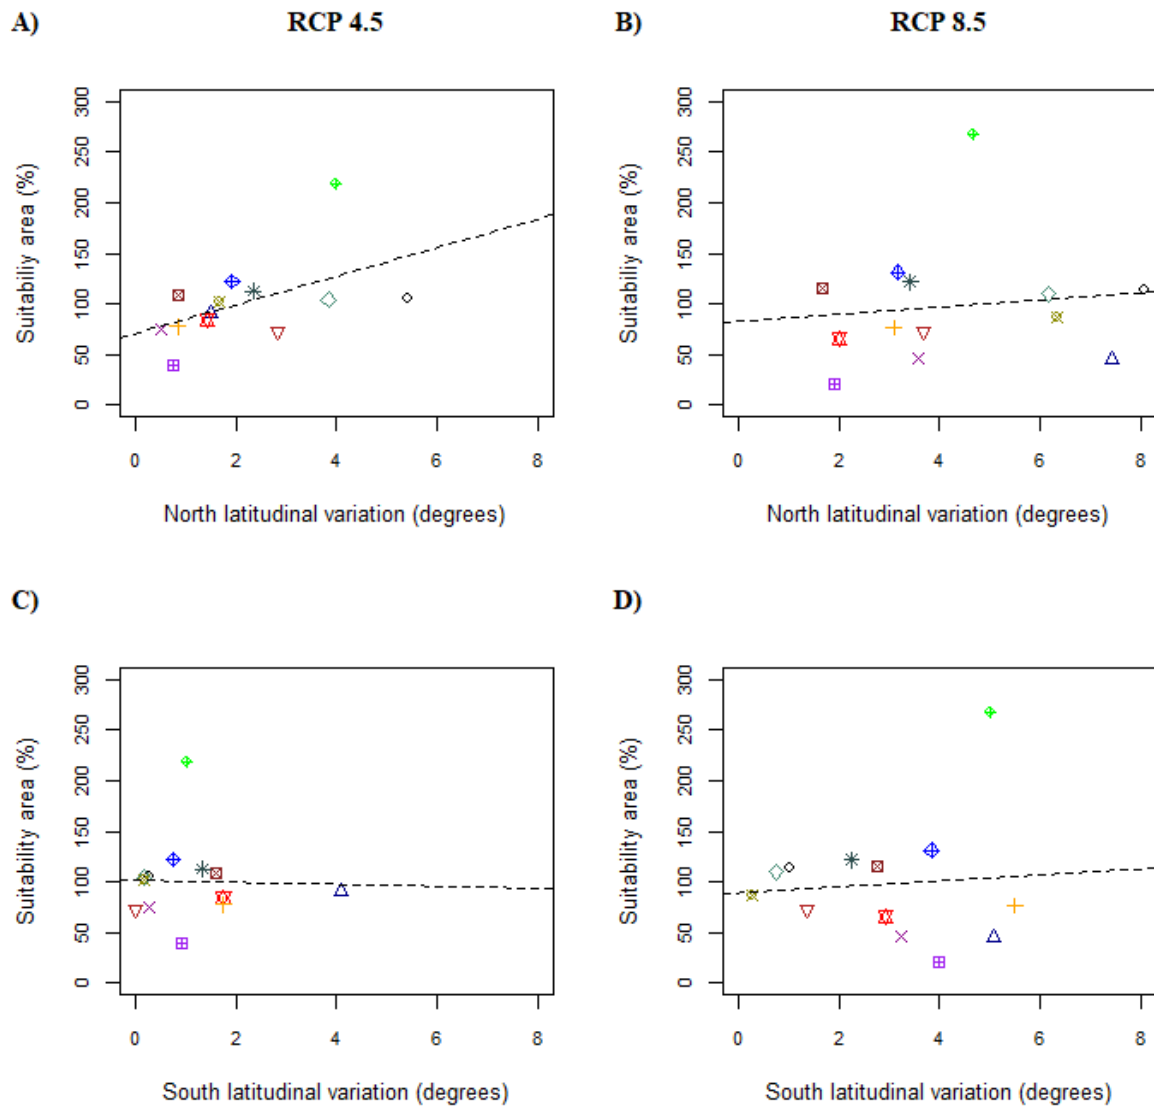 A) RCP 4.5
B) RCP 8.5
Suitabiliy area (%)
300
250
200
150
100
50
0
0 2 4 6 8
North latitudinal variation (degrees)
Suitabiliy area (%)
300
250
200
150
100
50
0
0 2 4 6 8
North latitudinal variation (degrees)
C)
D)
Suitability area (%)
300
250
200
150
100
50
0
0 2 4 6 8
South latitudinal variation (degrees)
Suitability area (%)
300
250
200
150
100
50
0
0 2 4 6 8
South latitudinal variation (degrees)